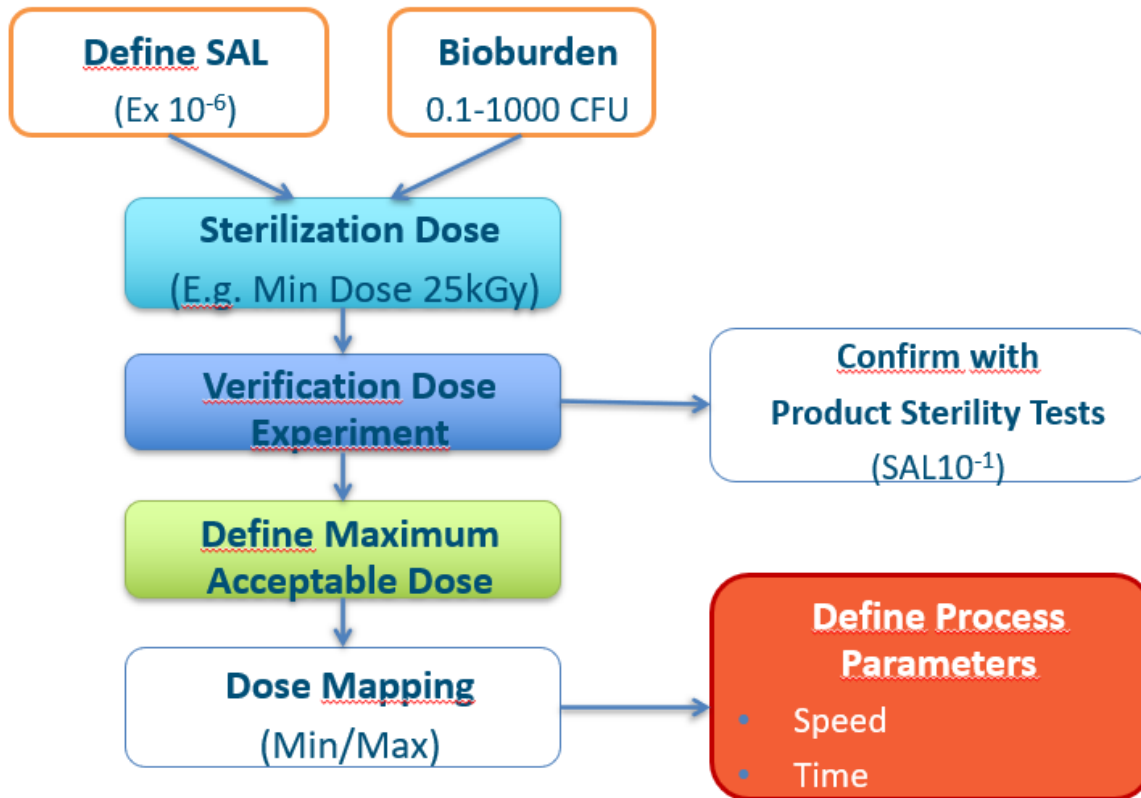 Define SAL
(Ex 10⁻⁶)
Bioburden
0.1-1000 CFU
Sterilization Dose
(E.g. Min Dose 25kGy)
Verification Dose
Experiment
Confirm with
Product Sterility Tests
(SAL10⁻¹)
Define Maximum
Acceptable Dose
Dose Mapping
(Min/Max)
Define Process
Parameters
• Speed
• Time